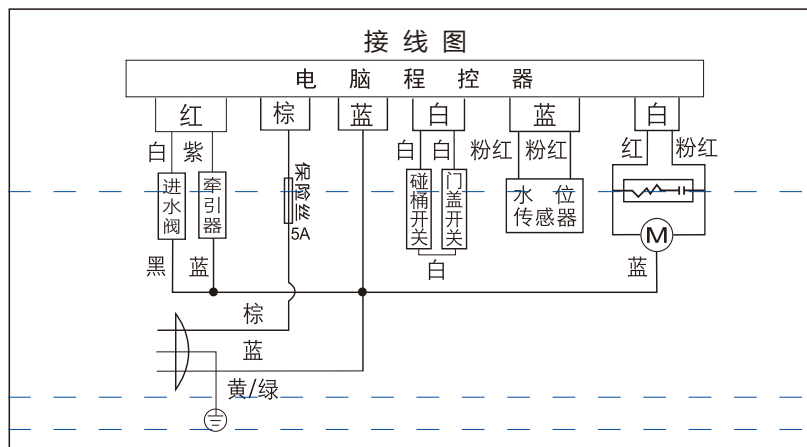 接线图
电脑程控器
红 棕 蓝 白 蓝 白
白 紫 白 白 粉红 粉红 红 粉红
进水阀
牵引器
保险丝
5A
碰桶开关
门盖开关
水位
传感器
M
黑 蓝 白 蓝
棕
蓝
黄/绿